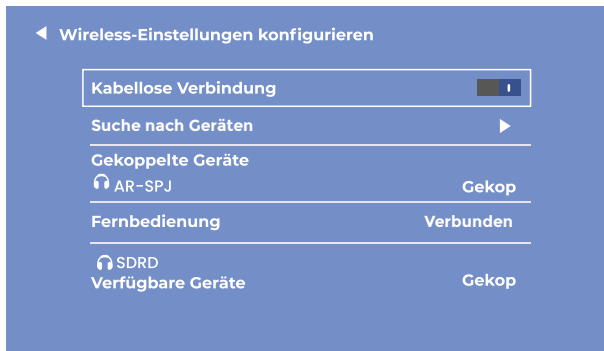 Wireless-Einstellungen konfigurieren
Kabellose Verbindung
Suche nach Geräten
Gekoppelte Geräte
AR-SPJ Gekop
Fernbedienung Verbunden
SDRD
Verfügbare Geräte Gekop